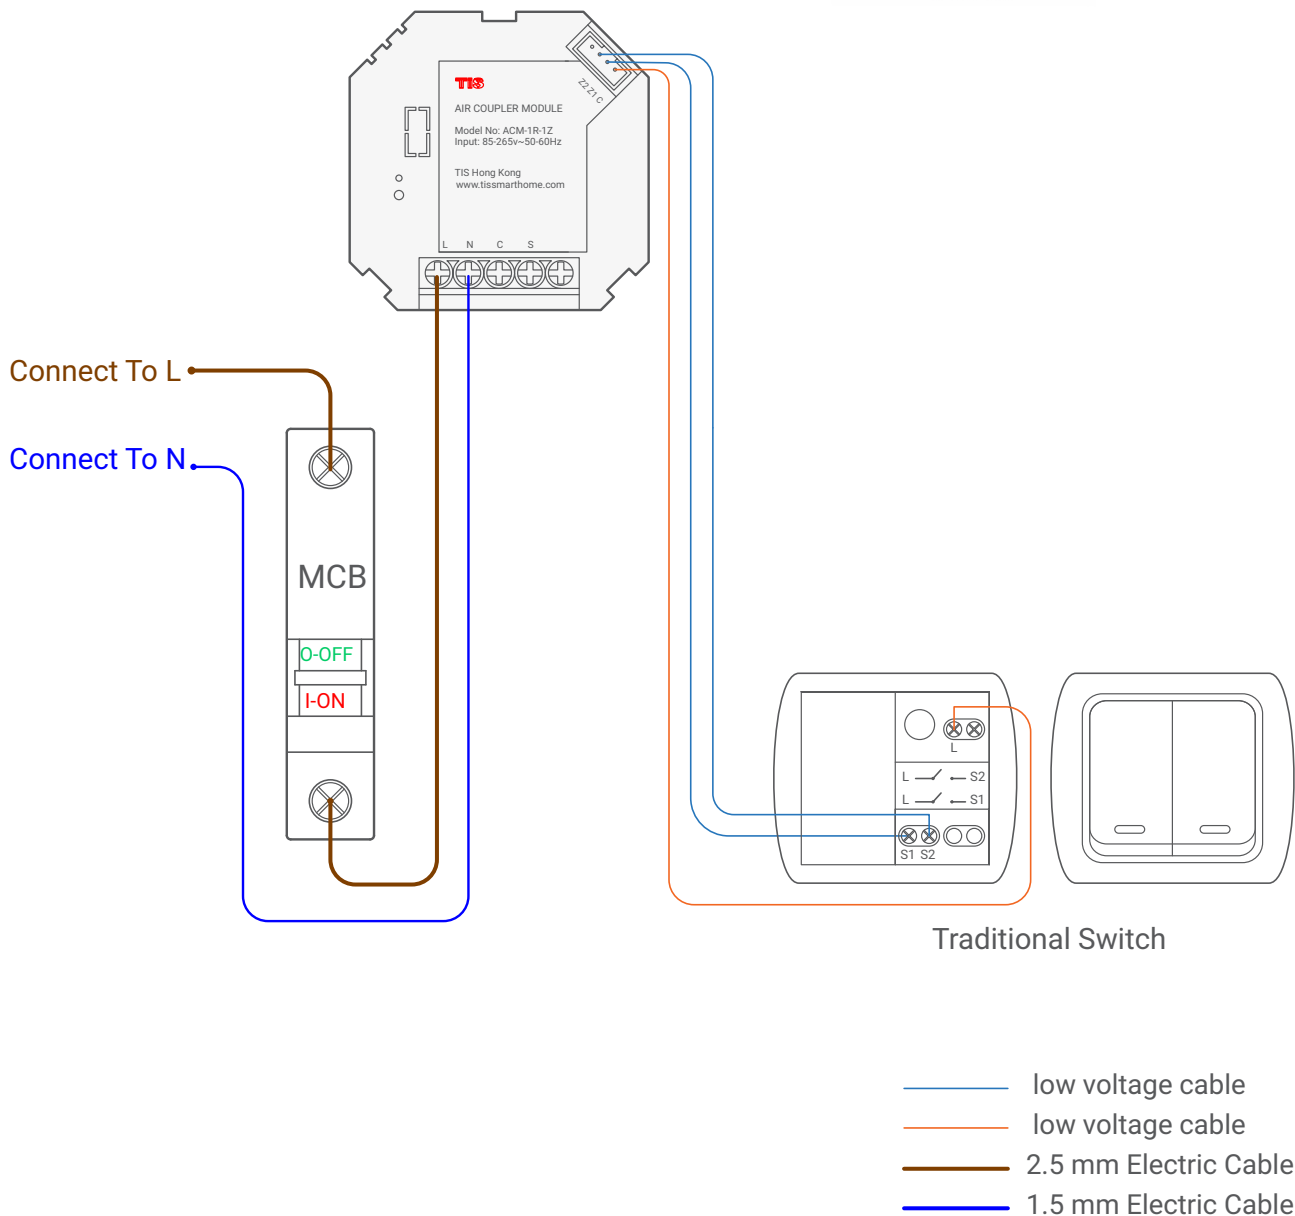 TIS
AIR COUPLER MODULE
Model No: ACM-1R-1Z
Input: 85-265v~50-60Hz
TIS Hong Kong
www.tissmarthome.com
Z2 Z1 C
L N C S
Connect To L
Connect To N
MCB
O-OFF
I-ON
L
L S2
L S1
S1 S2
Traditional Switch
low voltage cable
low voltage cable
2.5 mm Electric Cable
1.5 mm Electric Cable